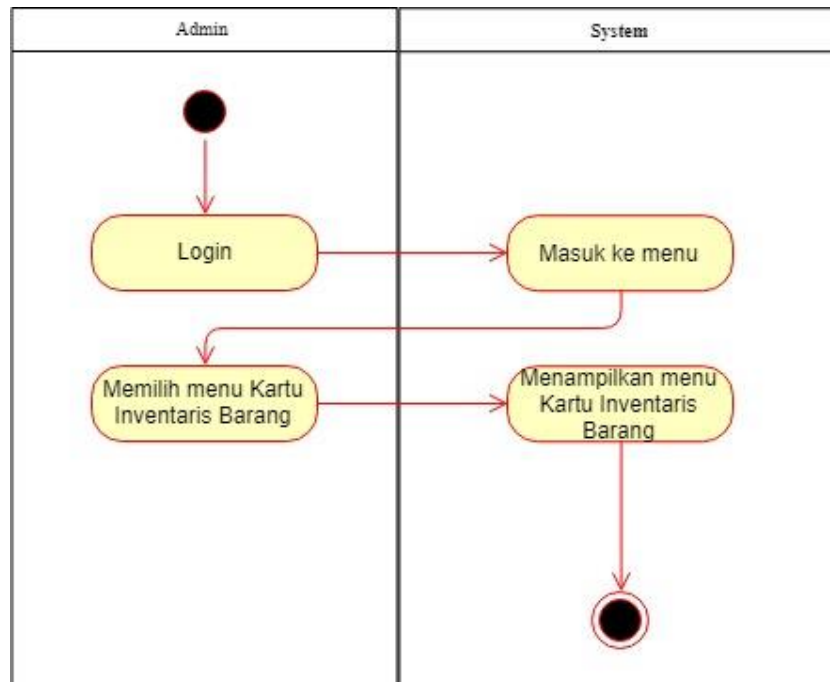 Admin
System
Login
Masuk ke menu
Memilih menu Kartu
Inventaris Barang
Menampilkan menu
Kartu Inventaris
Barang